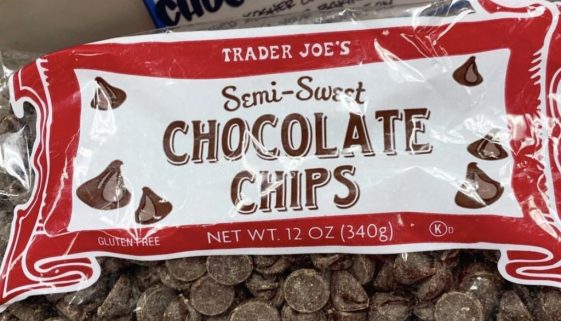 TRADER JOE'S
Semi-Sweet
CHOCOLATE
CHIPS
GLUTEN FREE
NET WT. 12 OZ (340g)
K D